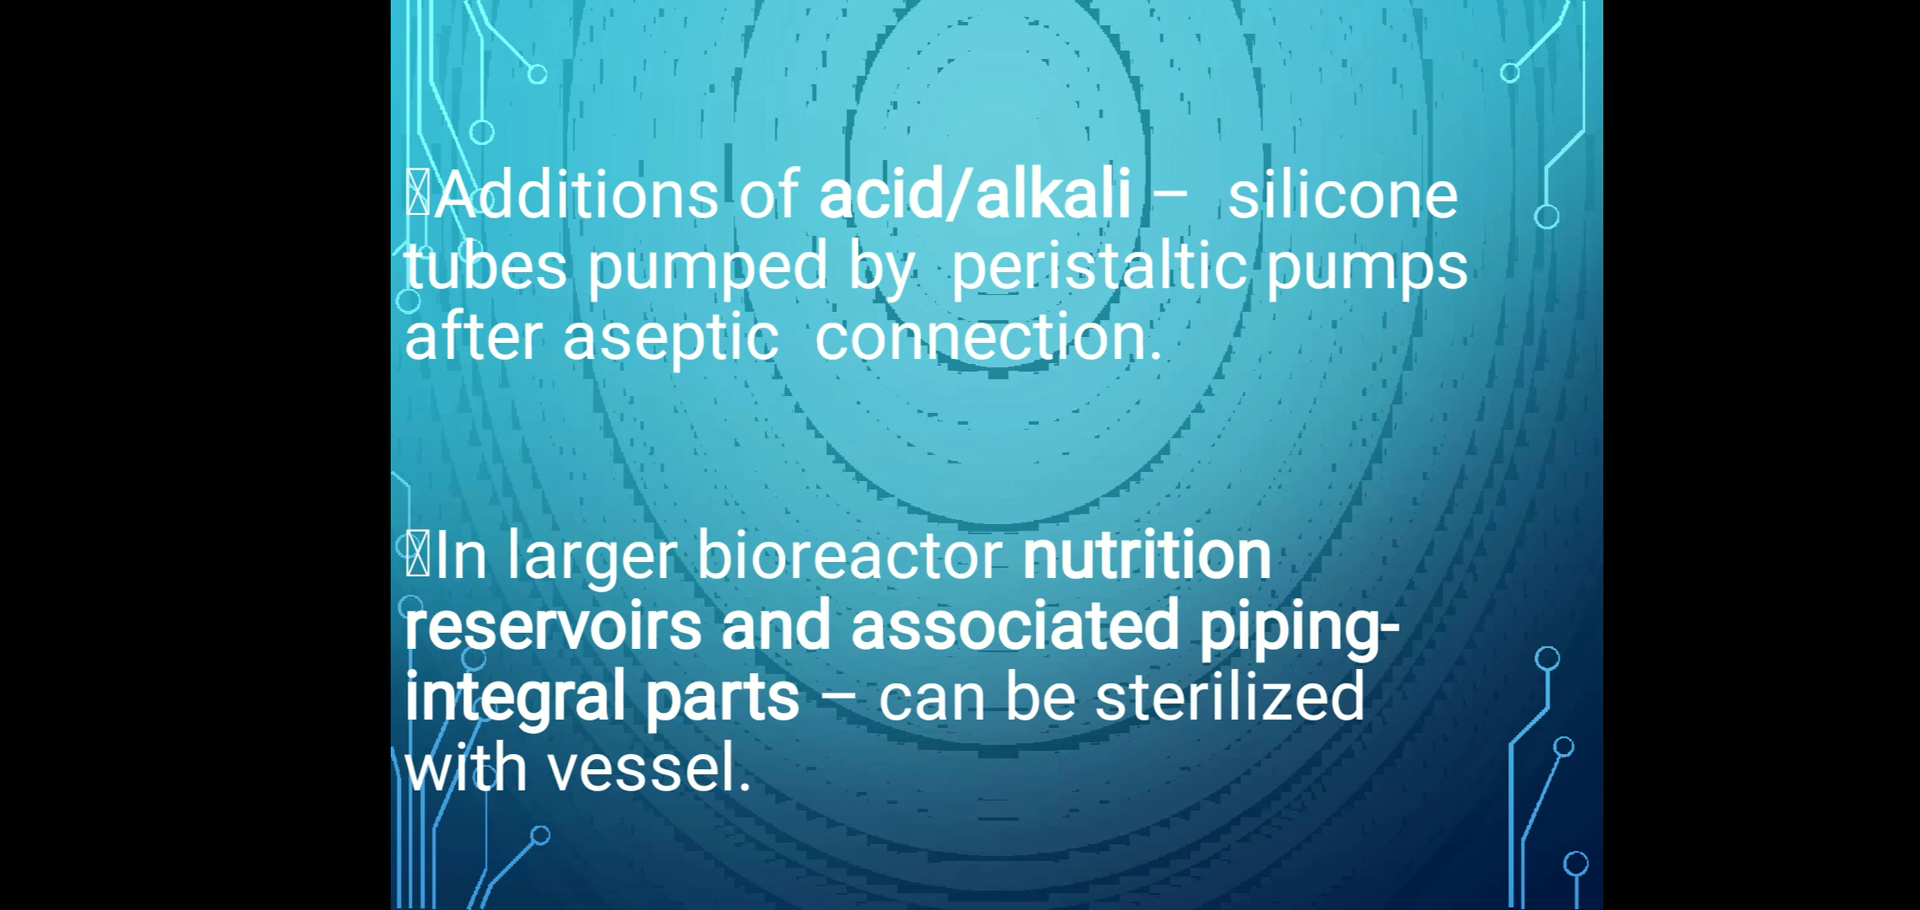 Additions of acid/alkali – silicone
tubes pumped by peristaltic pumps
after aseptic connection.
In larger bioreactor nutrition
reservoirs and associated piping-
integral parts – can be sterilized
with vessel.